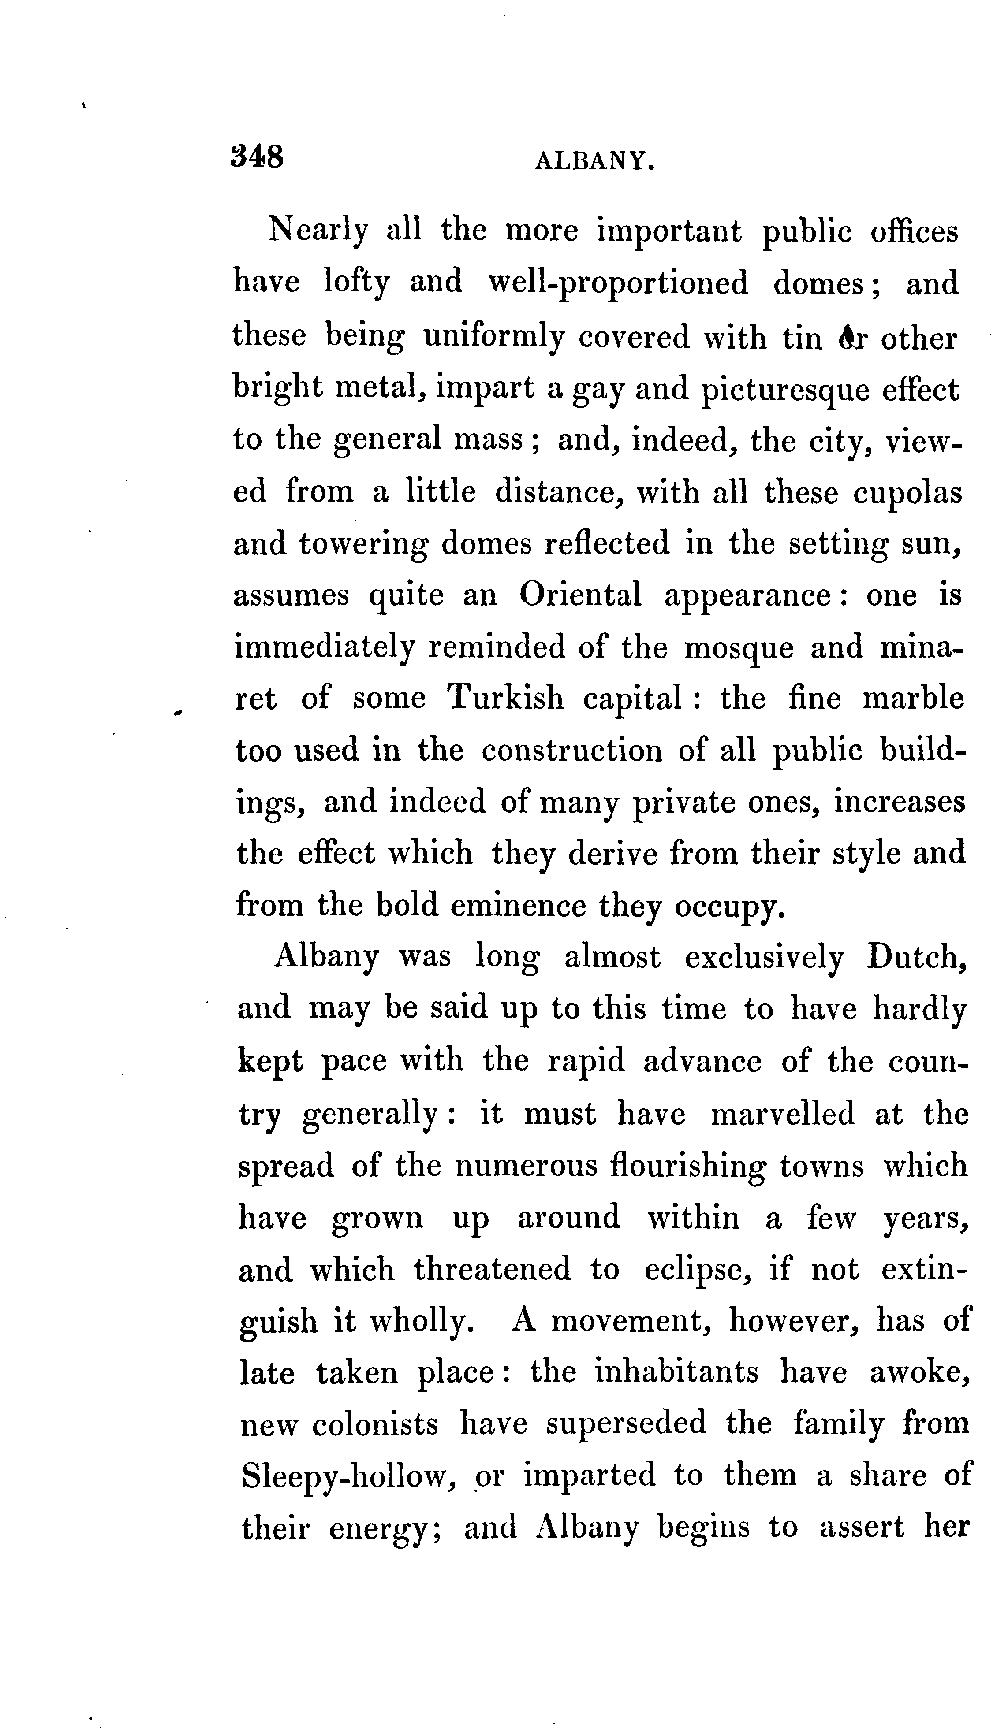 348 ALBANY.
Nearly all the more important public offices
have lofty and well-proportioned domes; and
these being uniformly covered with tin or other
bright metal, impart a gay and picturesque effect
to the general mass; and, indeed, the city, view-
ed from a little distance, with all these cupolas
and towering domes reflected in the setting sun,
assumes quite an Oriental appearance: one is
immediately reminded of the mosque and mina-
ret of some Turkish capital: the fine marble
too used in the construction of all public build-
ings, and indeed of many private ones, increases
the effect which they derive from their style and
from the bold eminence they occupy.
Albany was long almost exclusively Dutch,
and may be said up to this time to have hardly
kept pace with the rapid advance of the coun-
try generally: it must have marvelled at the
spread of the numerous flourishing towns which
have grown up around within a few years,
and which threatened to eclipse, if not extin-
guish it wholly. A movement, however, has of
late taken place: the inhabitants have awoke,
new colonists have superseded the family from
Sleepy-hollow, or imparted to them a share of
their energy; and Albany begins to assert her